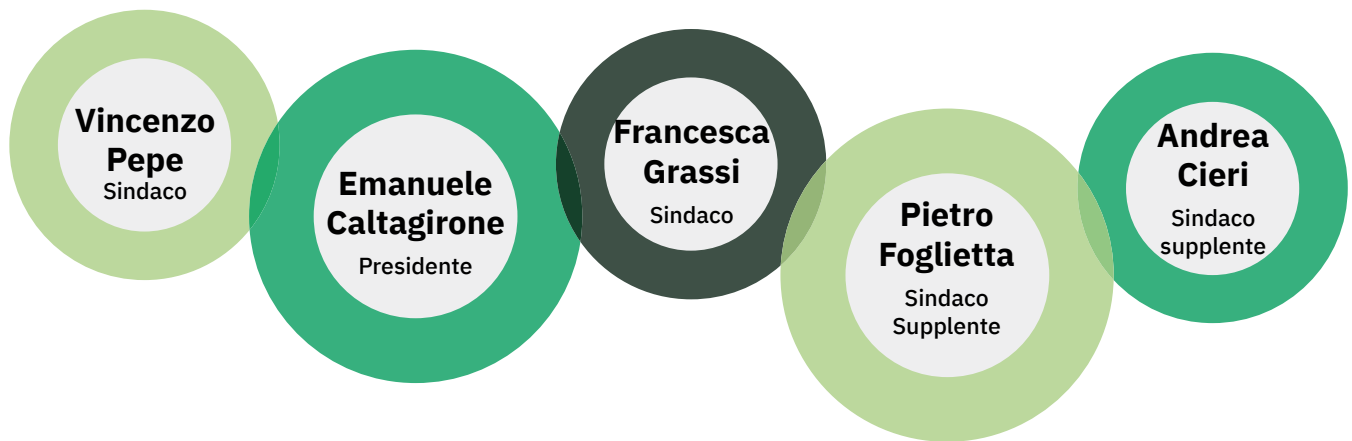 Vincenzo
Pepe
Sindaco
Emanuele
Caltagirone
Presidente
Francesca
Grassi
Sindaco
Pietro
Foglietta
Sindaco
Supplente
Andrea
Cieri
Sindaco
supplente